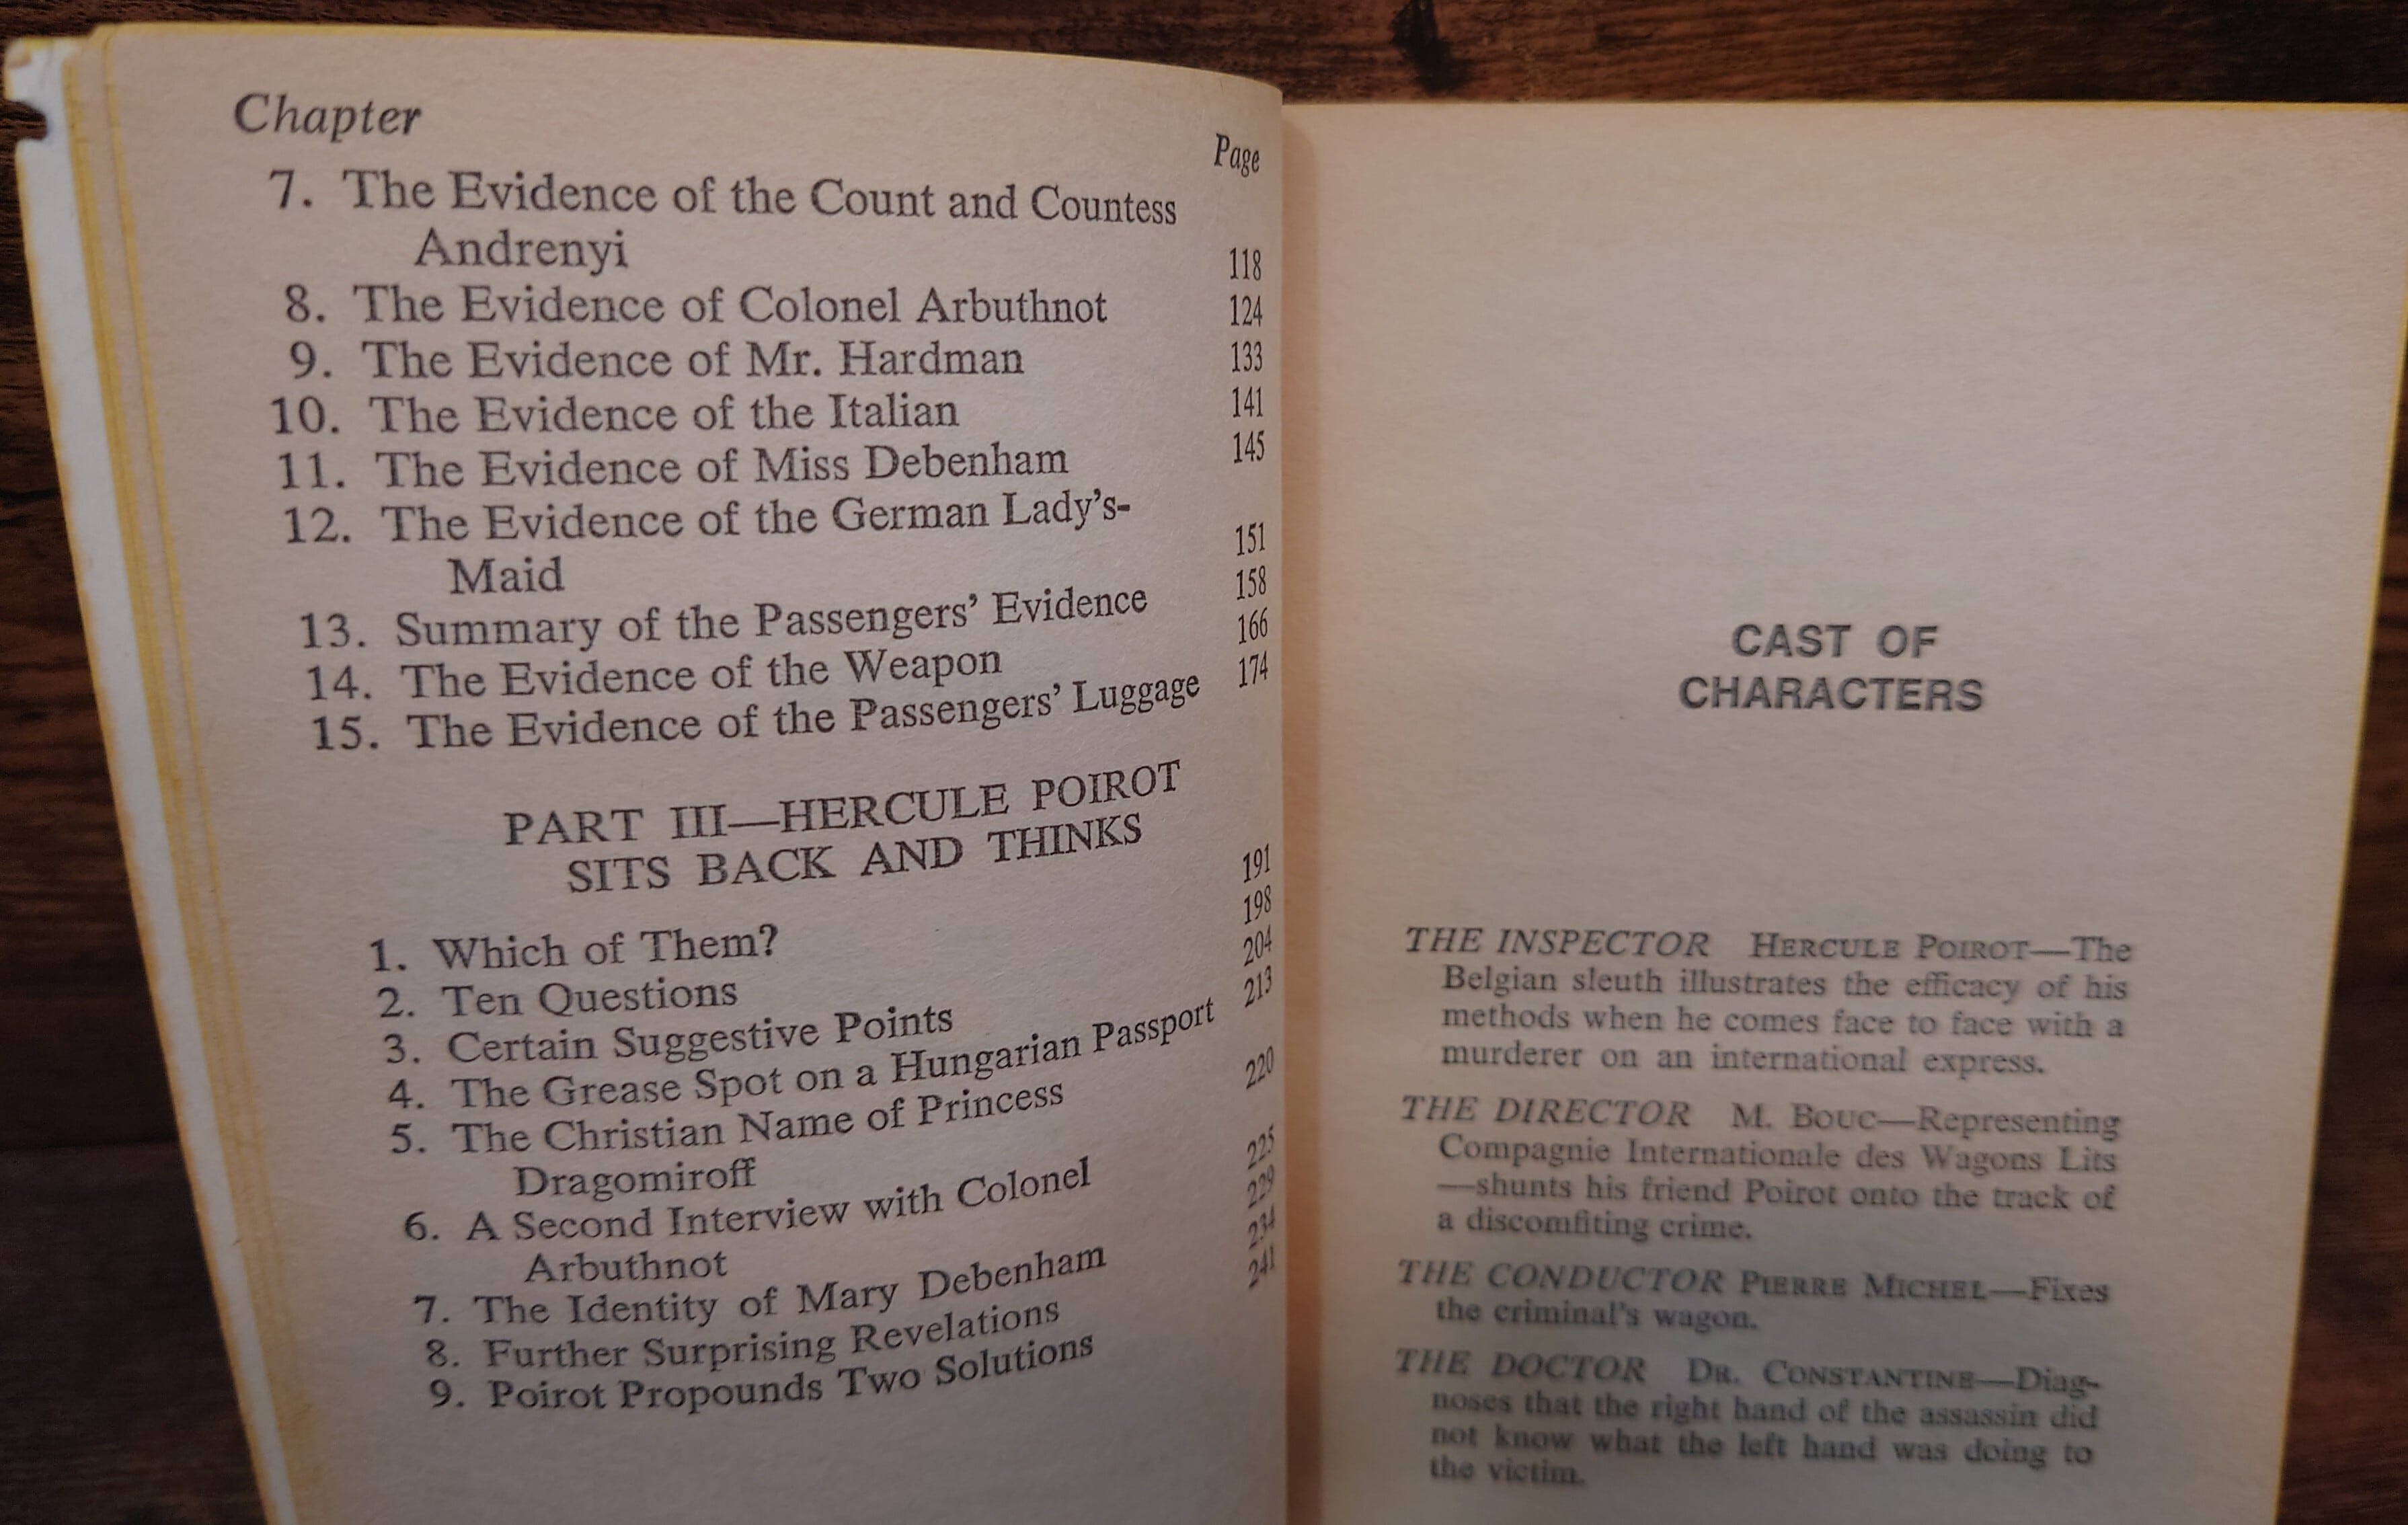 Chapter
Page
7. The Evidence of the Count and Countess
Andrenyi 118
8. The Evidence of Colonel Arbuthnot 124
9. The Evidence of Mr. Hardman 133
10. The Evidence of the Italian 141
11. The Evidence of Miss Debenham 145
12. The Evidence of the German Lady's-
Maid 151
13. Summary of the Passengers' Evidence 158
14. The Evidence of the Weapon 166
15. The Evidence of the Passengers' Luggage 174
PART III—HERCULE POIROT
SITS BACK AND THINKS
1. Which of Them? 191
2. Ten Questions 198
3. Certain Suggestive Points 204
4. The Grease Spot on a Hungarian Passport 213
5. The Christian Name of Princess
Dragomiroff 220
6. A Second Interview with Colonel
Arbuthnot 225
7. The Identity of Mary Debenham 229
8. Further Surprising Revelations 234
9. Poirot Propounds Two Solutions 241
CAST OF
CHARACTERS
THE INSPECTOR HERCULE POIROT—The
Belgian sleuth illustrates the efficacy of his
methods when he comes face to face with a
murderer on an international express.
THE DIRECTOR M. BOUC—Representing
Compagnie Internationale des Wagons Lits
—shunts his friend Poirot onto the track of
a discomfiting crime.
THE CONDUCTOR PIERRE MICHEL—Fixes
the criminal's wagon.
THE DOCTOR DR. CONSTANTINE—Diag-
noses that the right hand of the assassin did
not know what the left hand was doing to
the victim.